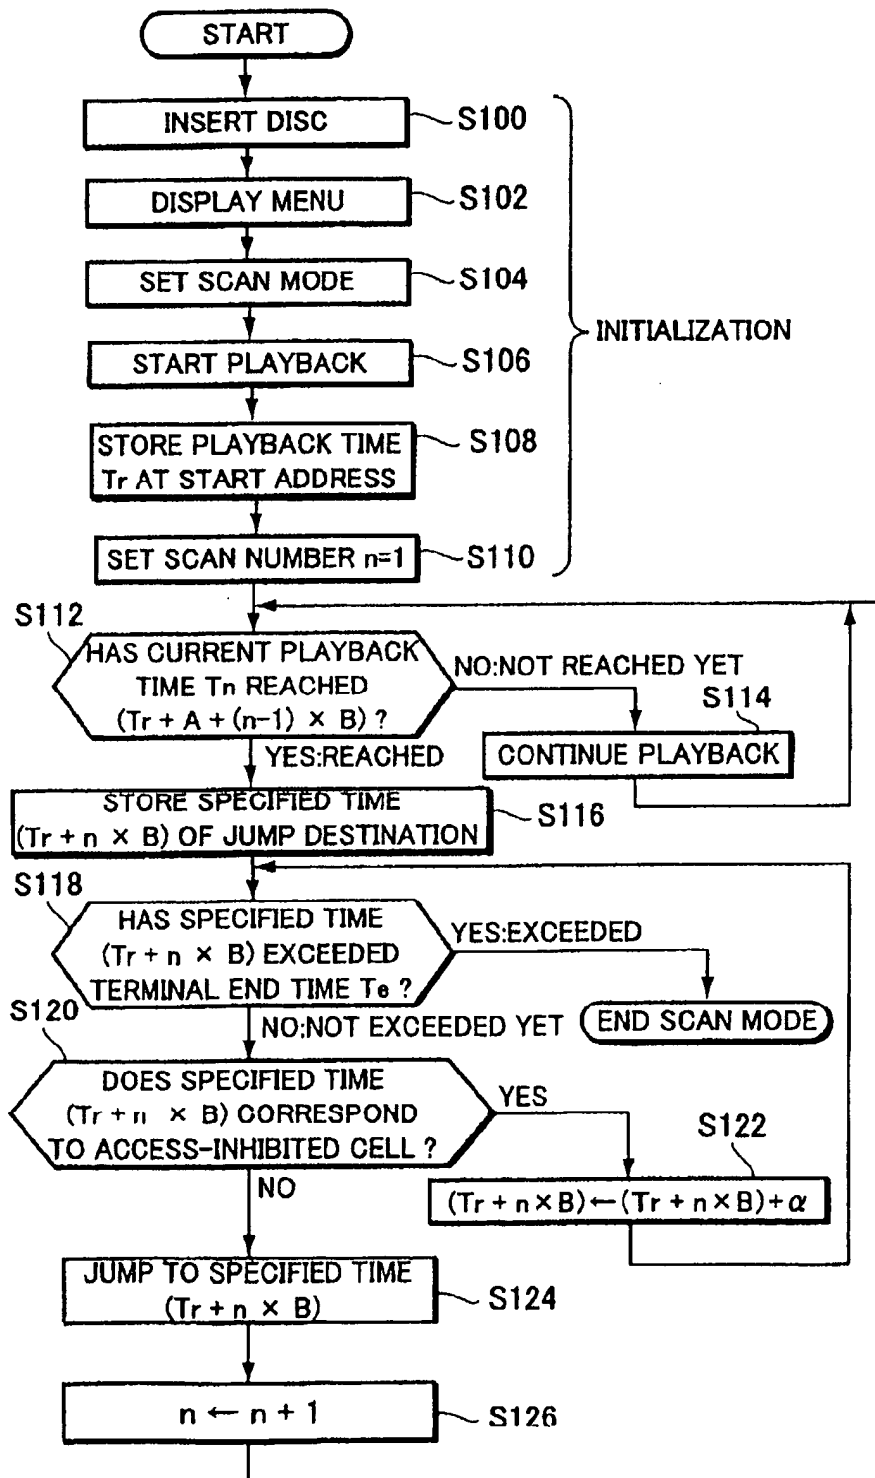 START
INSERT DISC
S100
DISPLAY MENU
S102
SET SCAN MODE
S104
START PLAYBACK
S106
STORE PLAYBACK TIME
Tr AT START ADDRESS
S108
SET SCAN NUMBER n=1
S110
INITIALIZATION
S112
HAS CURRENT PLAYBACK
TIME Tn REACHED
(Tr + A + (n-1) × B) ?
NO:NOT REACHED YET
S114
CONTINUE PLAYBACK
YES:REACHED
STORE SPECIFIED TIME
(Tr + n × B) OF JUMP DESTINATION
S116
S118
HAS SPECIFIED TIME
(Tr + n × B) EXCEEDED
TERMINAL END TIME Te ?
YES:EXCEEDED
END SCAN MODE
S120
NO:NOT EXCEEDED YET
DOES SPECIFIED TIME
(Tr + n × B) CORRESPOND
TO ACCESS-INHIBITED CELL ?
YES
S122
(Tr + n × B) ← (Tr + n × B) + α
NO
JUMP TO SPECIFIED TIME
(Tr + n × B)
S124
n ← n + 1
S126